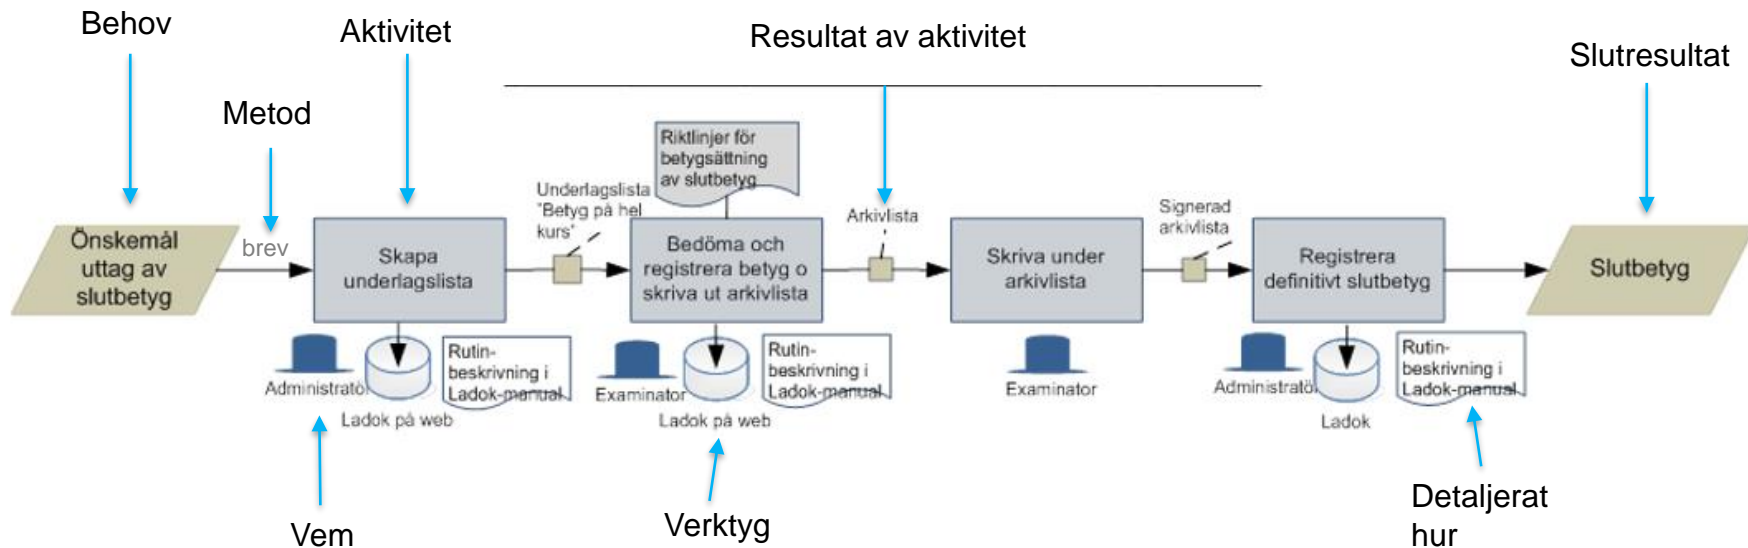 Behov
Aktivitet
Resultat av aktivitet
Slutresultat
Metod
Riktlinjer för
betygsättning
av slutbetyg
Underlagslista
"Betyg på hel
kurs"
Arkivlista
Signerad
arkivlista
Önskemål
uttag av
slutbetyg
brev
Skapa
underlagslista
Bedöma och
registrera betyg o
skriva ut arkivlista
Skriva under
arkivlista
Registrera
definitivt slutbetyg
Slutbetyg
Administratör
Ladok på web
Rutin-
beskrivning i
Ladok-manual
Examinator
Ladok på web
Rutin-
beskrivning i
Ladok-manual
Examinator
Administratör
Ladok
Rutin-
beskrivning i
Ladok-manual
Vem
Verktyg
Detaljerat
hur